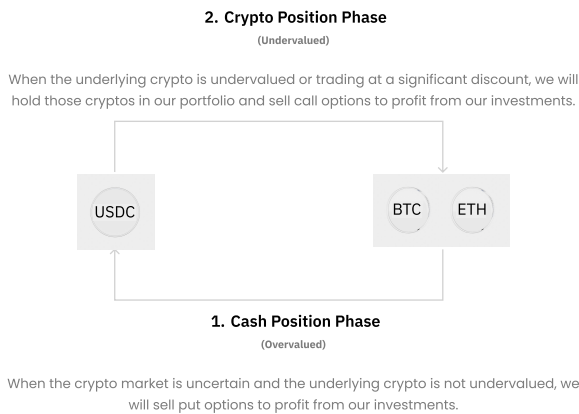 2. Crypto Position Phase
(Undervalued)
When the underlying crypto is undervalued or trading at a significant discount, we will
hold those cryptos in our portfolio and sell call options to profit from our investments.
USDC
BTC
ETH
1. Cash Position Phase
(Overvalued)
When the crypto market is uncertain and the underlying crypto is not undervalued, we
will sell put options to profit from our investments.